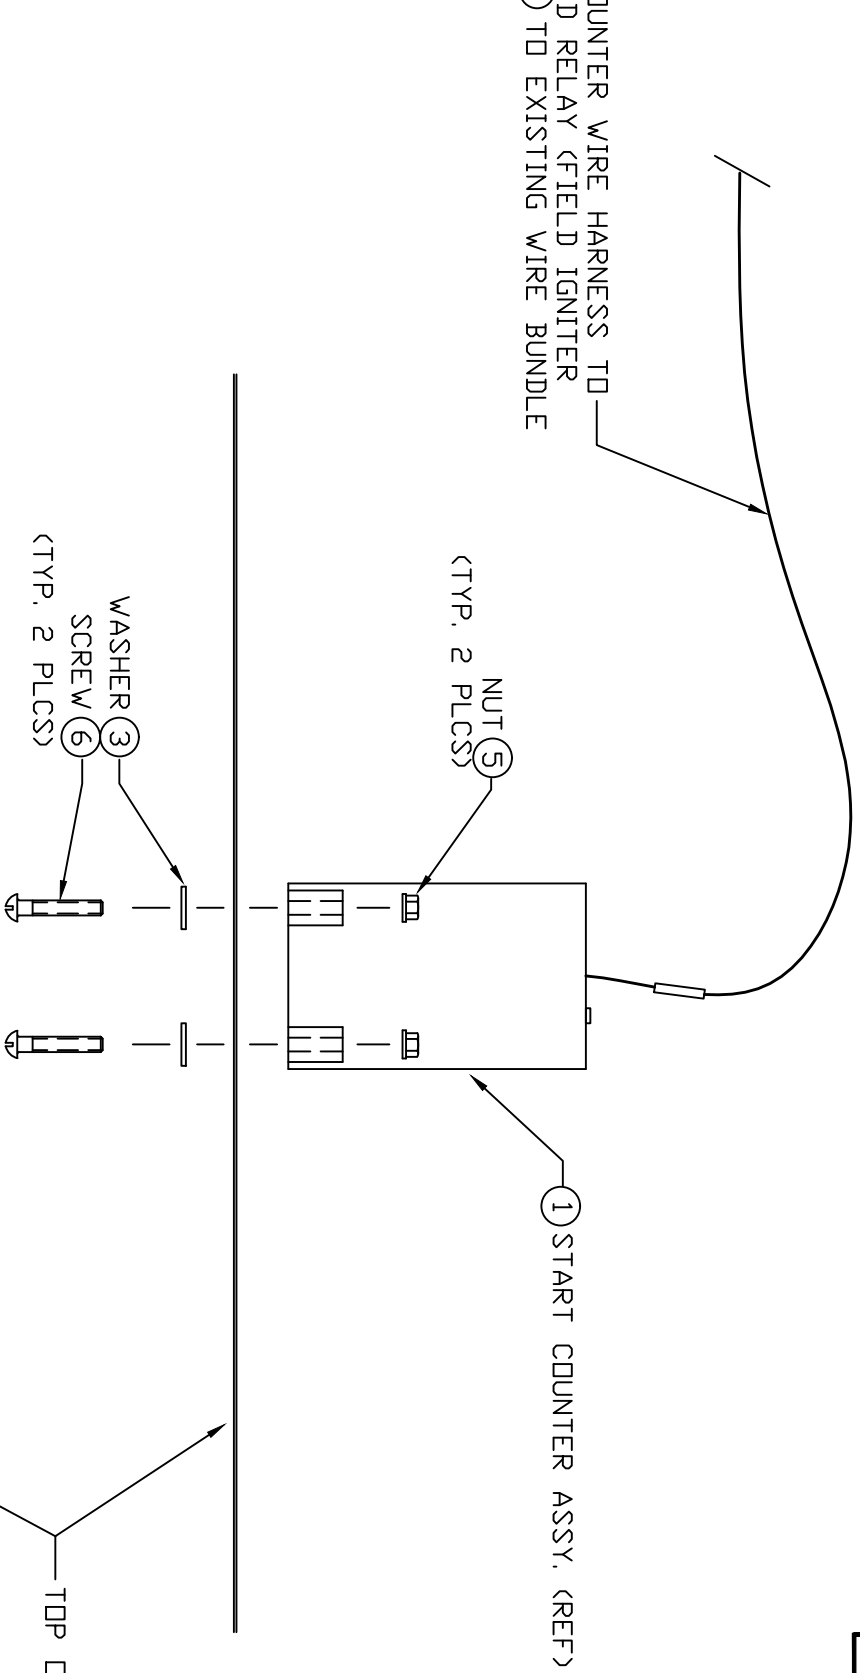 OUNTER WIRE HARNESS TO
D RELAY (FIELD IGNITER
TO EXISTING WIRE BUNDLE
NUT 5
(TYP. 2 PLCS)
WASHER 3
SCREW 6
(TYP. 2 PLCS)
1 START COUNTER ASSY. (REF)
TOP